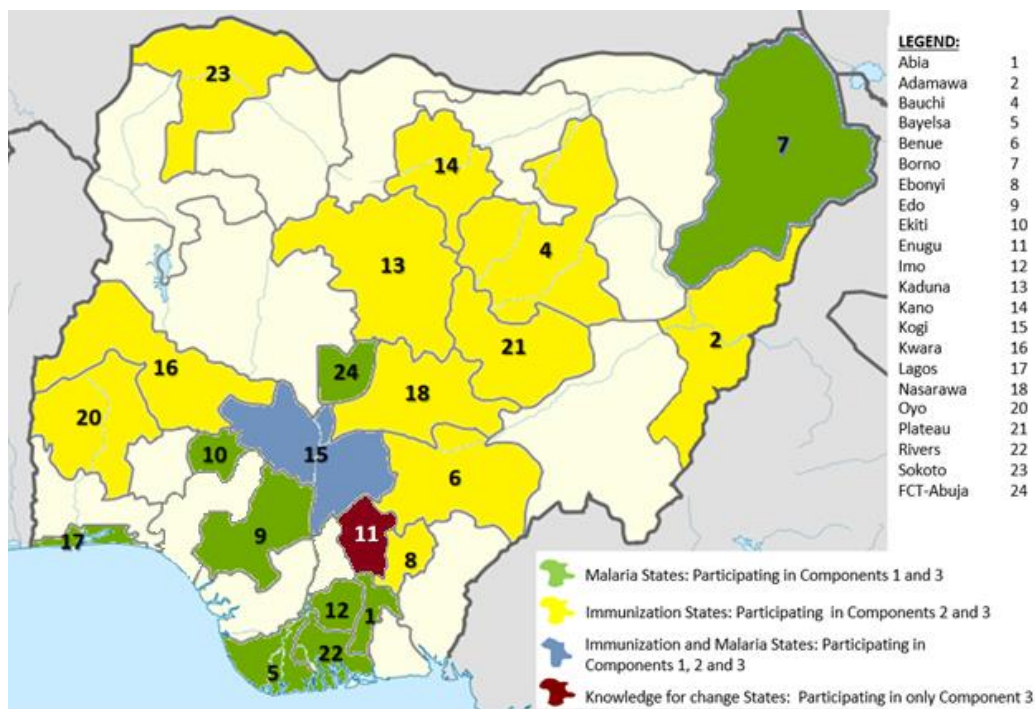 LEGEND:
Abia 1
Adamawa 2
Bauchi 4
Bayelsa 5
Benue 6
Borno 7
Ebonyi 8
Edo 9
Ekiti 10
Enugu 11
Imo 12
Kaduna 13
Kano 14
Kogi 15
Kwara 16
Lagos 17
Nasarawa 18
Oyo 20
Plateau 21
Rivers 22
Sokoto 23
FCT-Abuja 24
23
7
14
4
13
2
21
24
18
16
20
15
10
6
11
9
17
8
12
1
22
5
Malaria States: Participating in Components 1 and 3
Immunization States: Participating in Components 2 and 3
Immunization and Malaria States: Participating in
Components 1, 2 and 3
Knowledge for change States: Participating in only Component 3